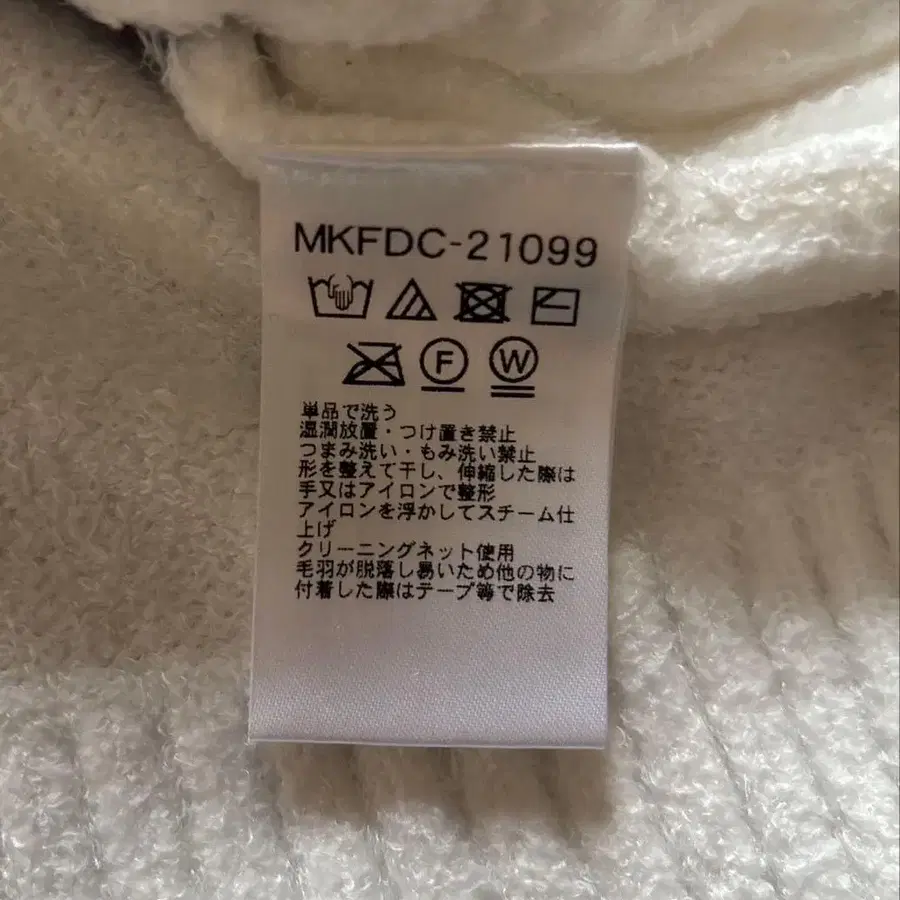 MKFDC-21099
F W
単品で洗う
湿潤放置・つけ置き禁止
つまみ洗い・もみ洗い禁止
形を整えて干し、伸縮した際は
手又はアイロンで整形
アイロンを浮かしてスチーム仕
上げ
クリーニングネット使用
毛羽が脱落し易いため他の物に
付着した際はテープ等で除去